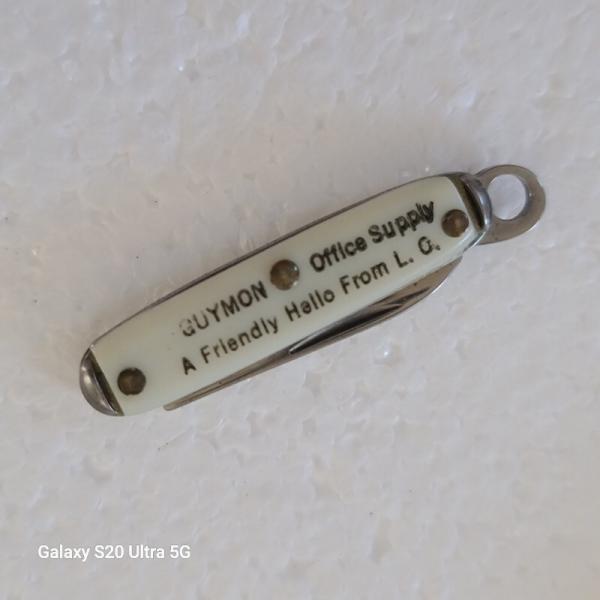 GUYMON Office Supply
A Friendly Hello From L. O.
Galaxy S20 Ultra 5G